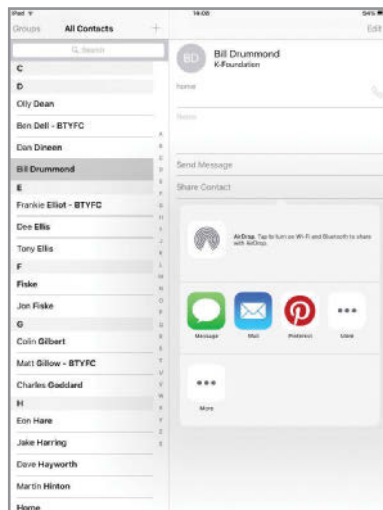 iPad
14:08
54%
Groups
All Contacts
+
Edit
Search
C
D
Olly Dean
Ben Dell - BTYFC
Dan Dineen
Bill Drummond
E
Frankie Elliot - BTYFC
Dee Ellis
Tony Ellis
F
Fiske
Jon Fiske
G
Colin Gilbert
Matt Gillow - BTYFC
Charles Goddard
H
Eon Hare
Jake Harring
Dave Hayworth
Martin Hinton
Home
BD
Bill Drummond
K-Foundation
home
Notes
Send Message
Share Contact
AirDrop. Tap to turn on Wi-Fi and Bluetooth to share
with AirDrop.
Message
Mail
Pinterest
More
More